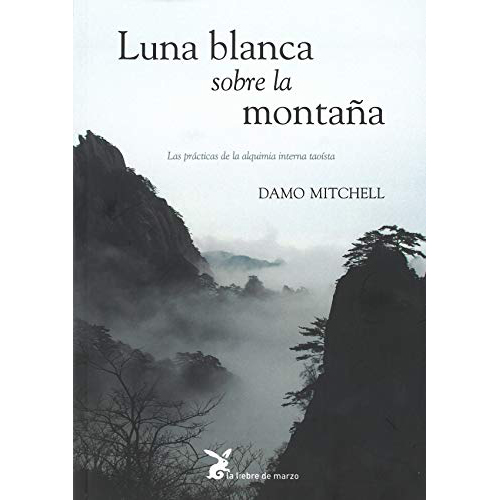 Luna blanca
sobre la
montaña
Las prácticas de la alquimia interna taoísta
DAMO MITCHELL
la liebre de marzo